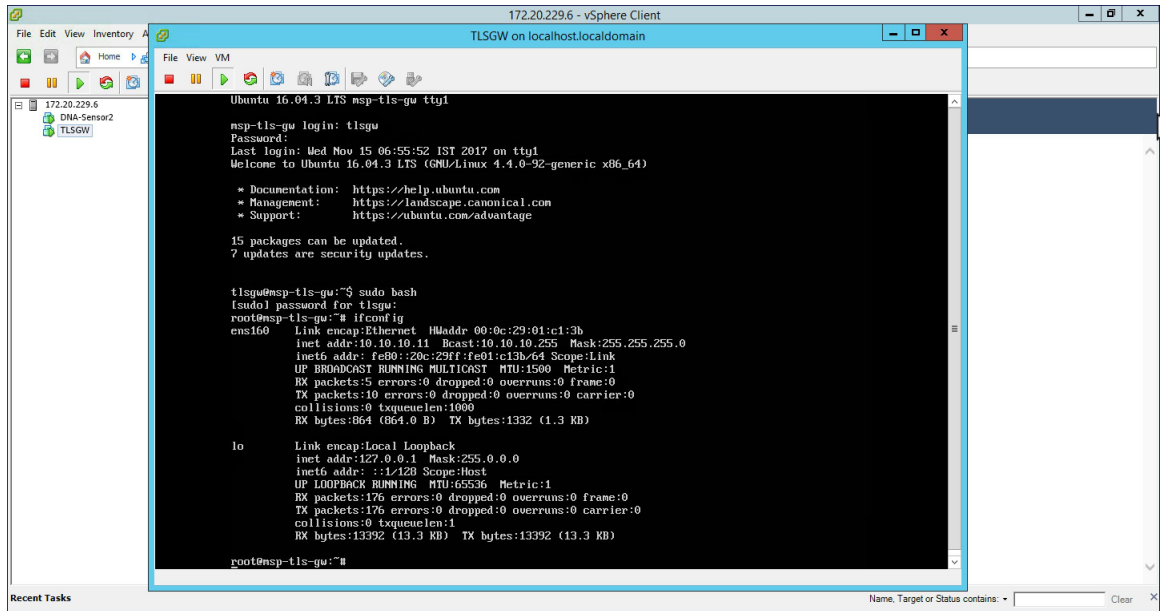 172.20.229.6 - vSphere Client
File Edit View Inventory A
Home
172.20.229.6
DNA-Sensor2
TLSGW
TLSGW on localhost.localdomain
File View VM
Ubuntu 16.04.3 LTS msp-tls-gw tty1
msp-tls-gw login: tlsgw
Password:
Last login: Wed Nov 15 06:55:52 IST 2017 on tty1
Welcome to Ubuntu 16.04.3 LTS (GNU/Linux 4.4.0-92-generic x86_64)
* Documentation: https://help.ubuntu.com
* Management: https://landscape.canonical.com
* Support: https://ubuntu.com/advantage
15 packages can be updated.
7 updates are security updates.
tlsgw@msp-tls-gw:~$ sudo bash
[sudo] password for tlsgw:
root@msp-tls-gw:~# ifconfig
ens160 Link encap:Ethernet HWaddr 00:0c:29:01:c1:3b
inet addr:10.10.10.11 Bcast:10.10.10.255 Mask:255.255.255.0
inet6 addr: fe80::20c:29ff:fe01:c13b/64 Scope:Link
UP BROADCAST RUNNING MULTICAST MTU:1500 Metric:1
RX packets:5 errors:0 dropped:0 overruns:0 frame:0
TX packets:10 errors:0 dropped:0 overruns:0 carrier:0
collisions:0 txqueuelen:1000
RX bytes:864 (864.0 B) TX bytes:1332 (1.3 KB)
lo Link encap:Local Loopback
inet addr:127.0.0.1 Mask:255.0.0.0
inet6 addr: ::1/128 Scope:Host
UP LOOPBACK RUNNING MTU:65536 Metric:1
RX packets:176 errors:0 dropped:0 overruns:0 frame:0
TX packets:176 errors:0 dropped:0 overruns:0 carrier:0
collisions:0 txqueuelen:1
RX bytes:13392 (13.3 KB) TX bytes:13392 (13.3 KB)
root@msp-tls-gw:~#
Recent Tasks
Name, Target or Status contains:
Clear